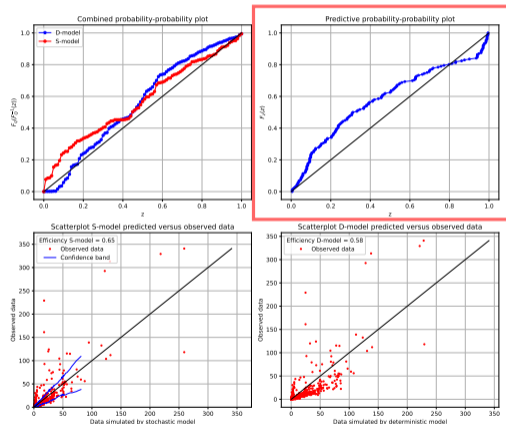 Combined probability-probability plot
D-model
S-model
1.0
0.8
0.6
0.4
0.2
0.0
0.0 0.2 0.4 0.6 0.8 1.0
z
Predictive probability-probability plot
1.0
0.8
0.6
0.4
0.2
0.0
Fz(z)
0.0 0.2 0.4 0.6 0.8 1.0
z
Scatterplot S-model predicted versus observed data
Efficiency S-model = 0.65
Observed data
Confidence band
350
300
250
200
150
100
50
0
Observed data
0 50 100 150 200 250 300 350
Data simulated by stochastic model
Scatterplot D-model predicted versus observed data
Efficiency D-model = 0.58
Observed data
350
300
250
200
150
100
50
0
Observed data
0 50 100 150 200 250 300 350
Data simulated by deterministic model